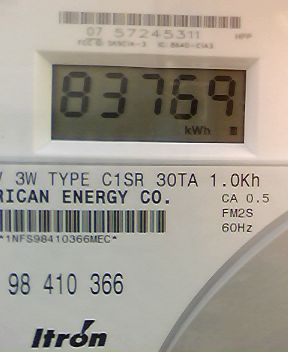 07 57245311
83769
kWh
3W TYPE C1SR 30TA 1.0Kh
RICAN ENERGY CO.
CA 0.5
FM2S
60Hz
*1NFS98410366MEC*
98 410 366
Itron